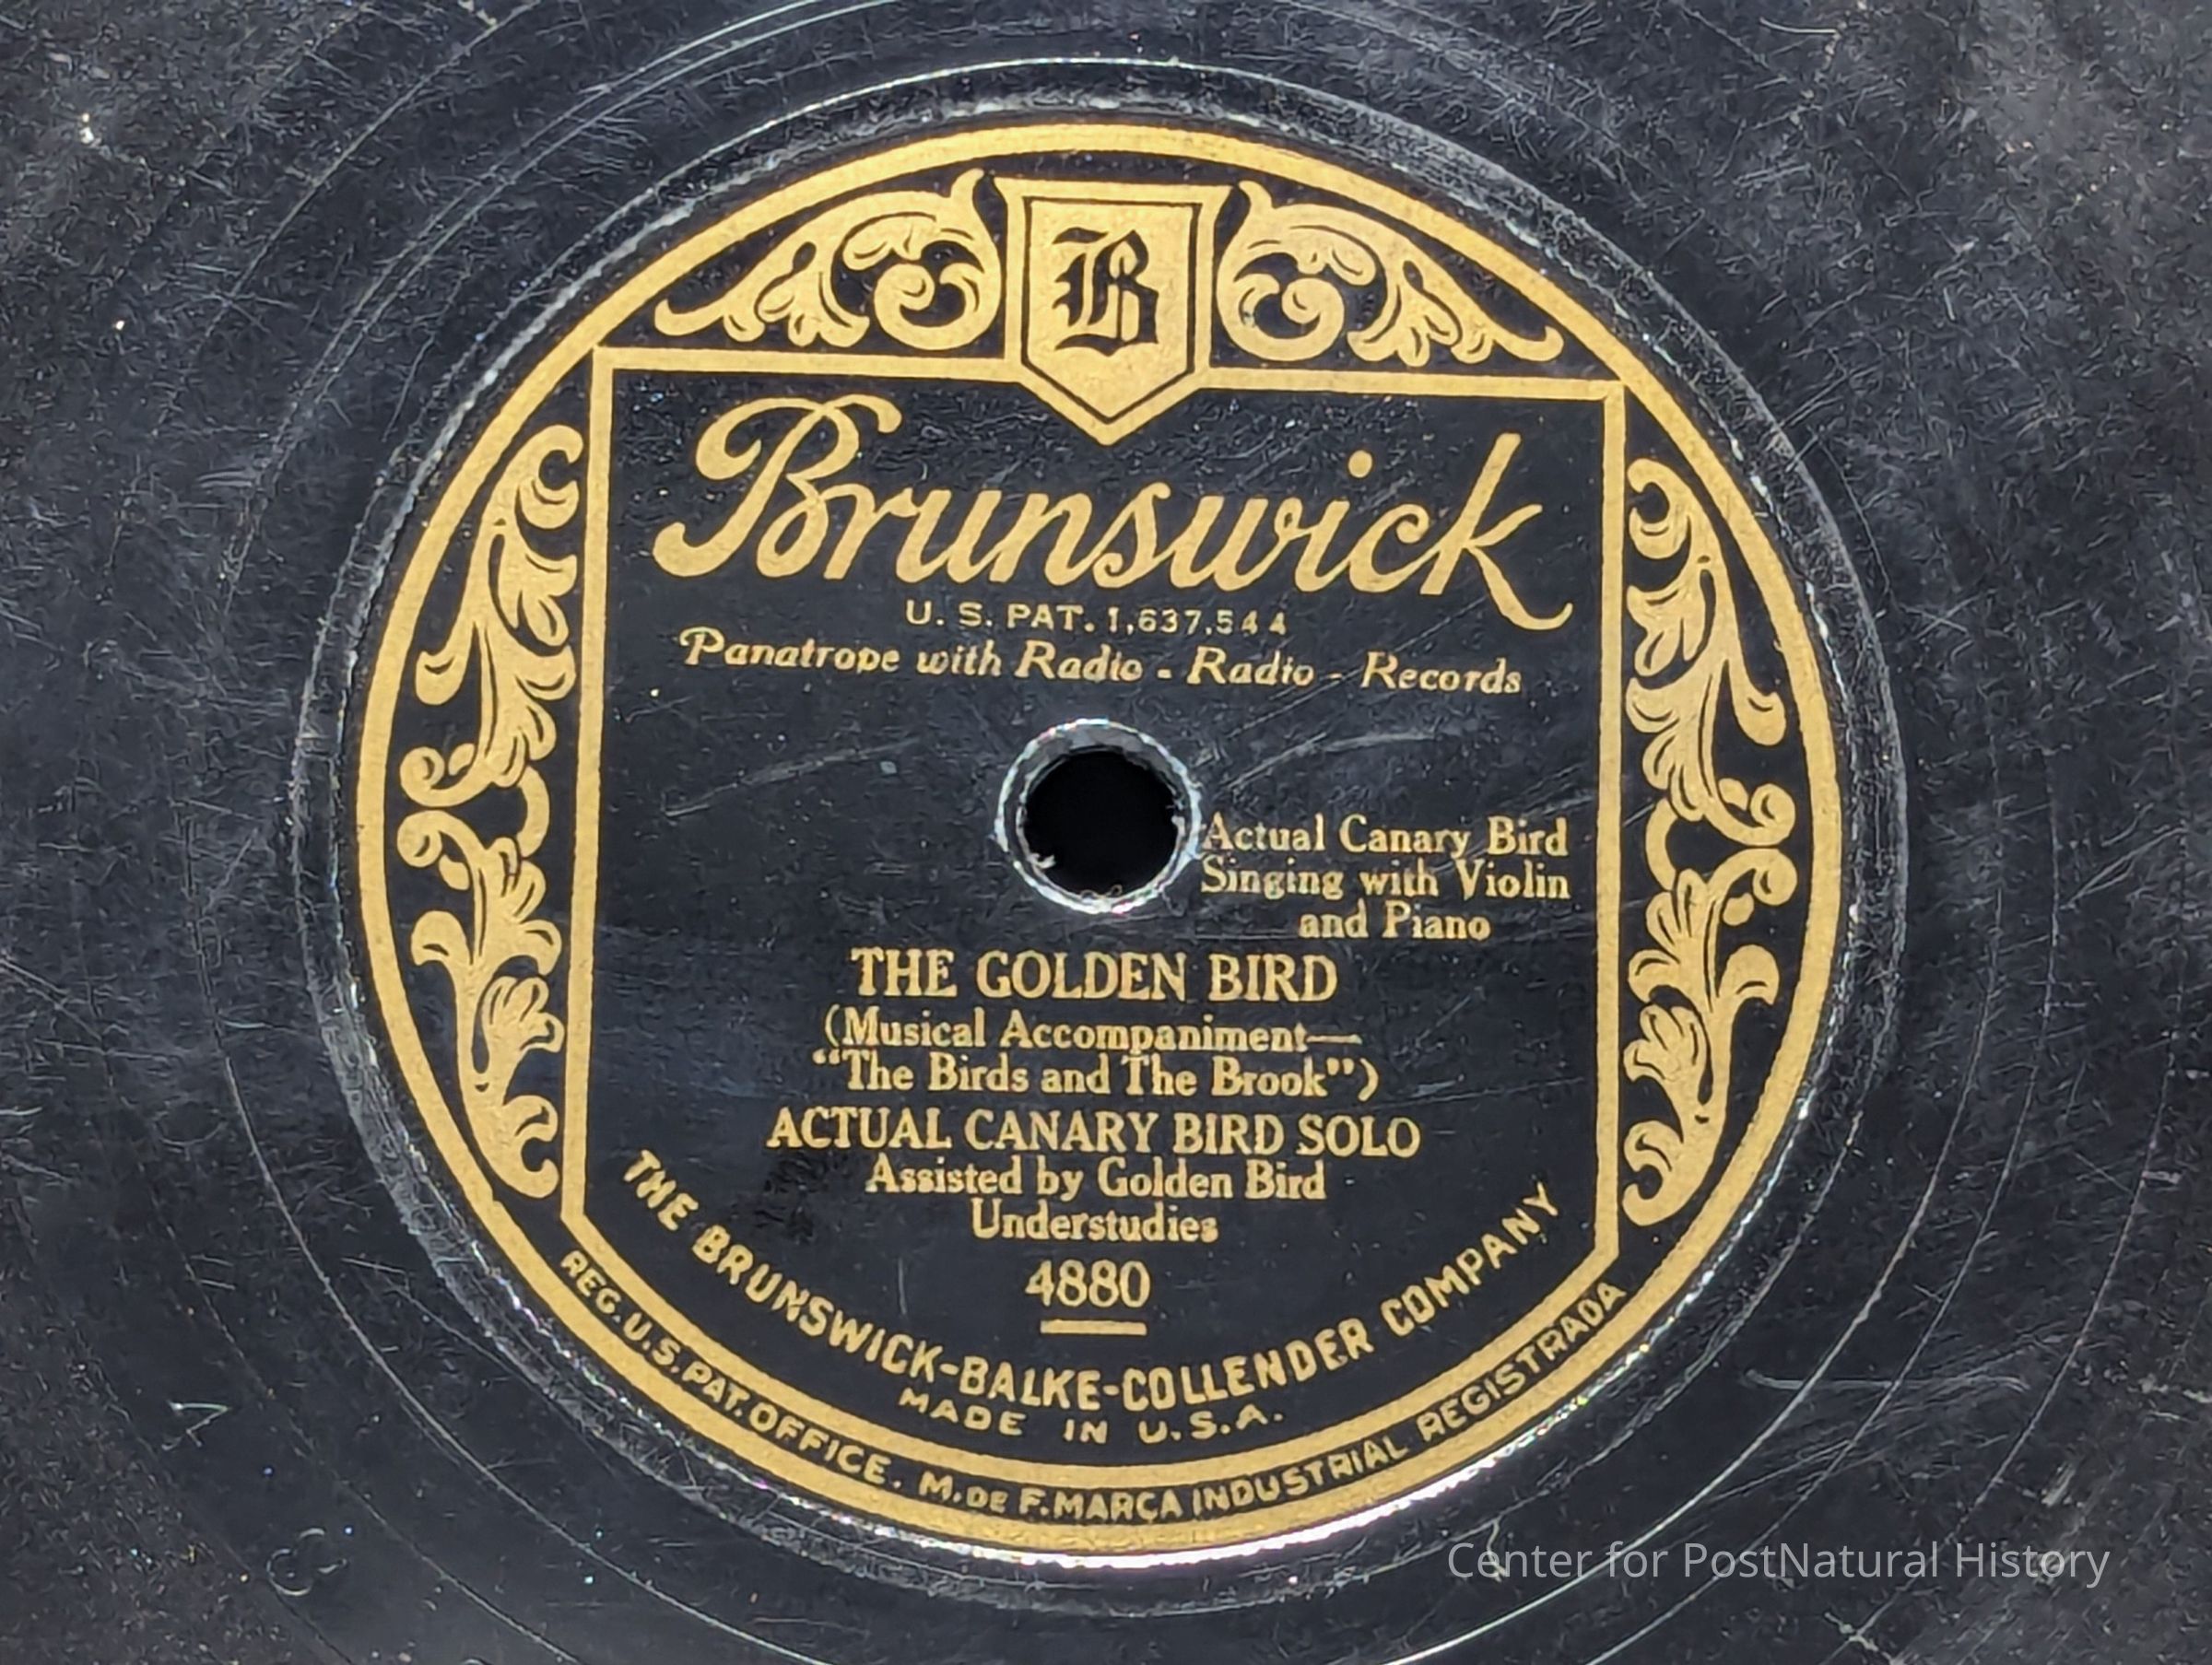 B
Brunswick
U. S. PAT. 1,637,544
Panatrope with Radio - Radio - Records
Actual Canary Bird
Singing with Violin
and Piano
THE GOLDEN BIRD
(Musical Accompaniment—
“The Birds and The Brook”)
ACTUAL CANARY BIRD SOLO
Assisted by Golden Bird
Understudies
4880
THE BRUNSWICK-BALKE-COLLENDER COMPANY
MADE IN U.S.A.
REG. U.S. PAT. OFFICE. M. DE F. MARCA INDUSTRIAL REGISTRADA
Center for PostNatural History